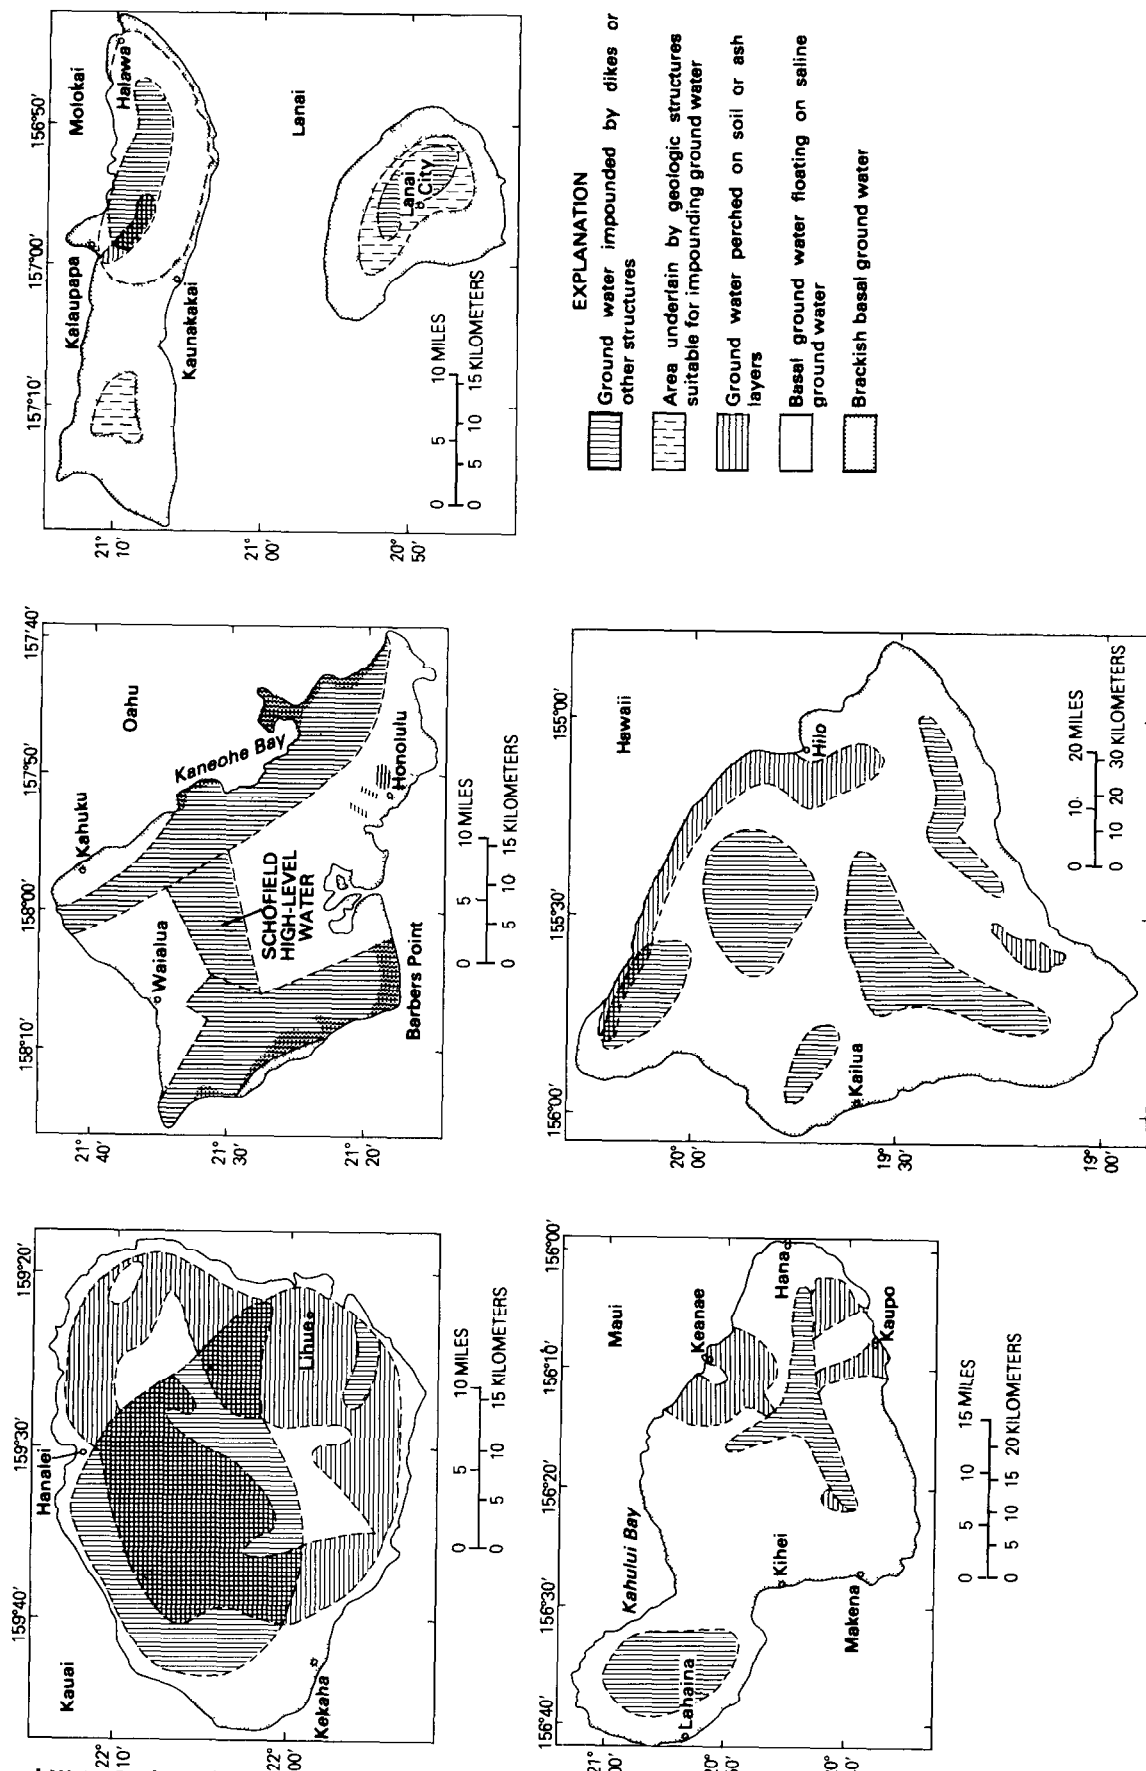 Kauai
22°
10'
22°
00'
159°40'
159°30'
159°20'
Hanalei
Lihue
Kekaha
0 5 10 MILES
0 5 10 15 KILOMETERS
Oahu
21°
40'
21°
30'
21°
20'
158°10'
158°00'
157°50'
157°40'
Kahuku
Waialua
Kaneohe Bay
SCHOFIELD
HIGH-LEVEL
WATER
Honolulu
Barbers Point
0 5 10 MILES
0 5 10 15 KILOMETERS
Molokai
157°10'
157°00'
156°50'
21°
10'
21°
00'
20°
50'
Kalaupapa
Halawa
Kaunakakai
Lanai
Lanai
City
0 5 10 MILES
0 5 10 15 KILOMETERS
Maui
156°40'
156°30'
156°20'
156°10'
156°00'
21°
Kahului Bay
Keanae
Hana
Kaupo
Kihei
Makena
Lahaina
0 5 10 15 MILES
0 5 10 15 20 KILOMETERS
Hawaii
156°00'
155°30'
155°00'
20°
00'
19°
30'
19°
00'
Hilo
Kailua
0 10 20 MILES
0 10 20 30 KILOMETERS
EXPLANATION
Ground water impounded by dikes or
other structures
Area underlain by geologic structures
suitable for impounding ground water
Ground water perched on soil or ash
layers
Basal ground water floating on saline
ground water
Brackish basal ground water